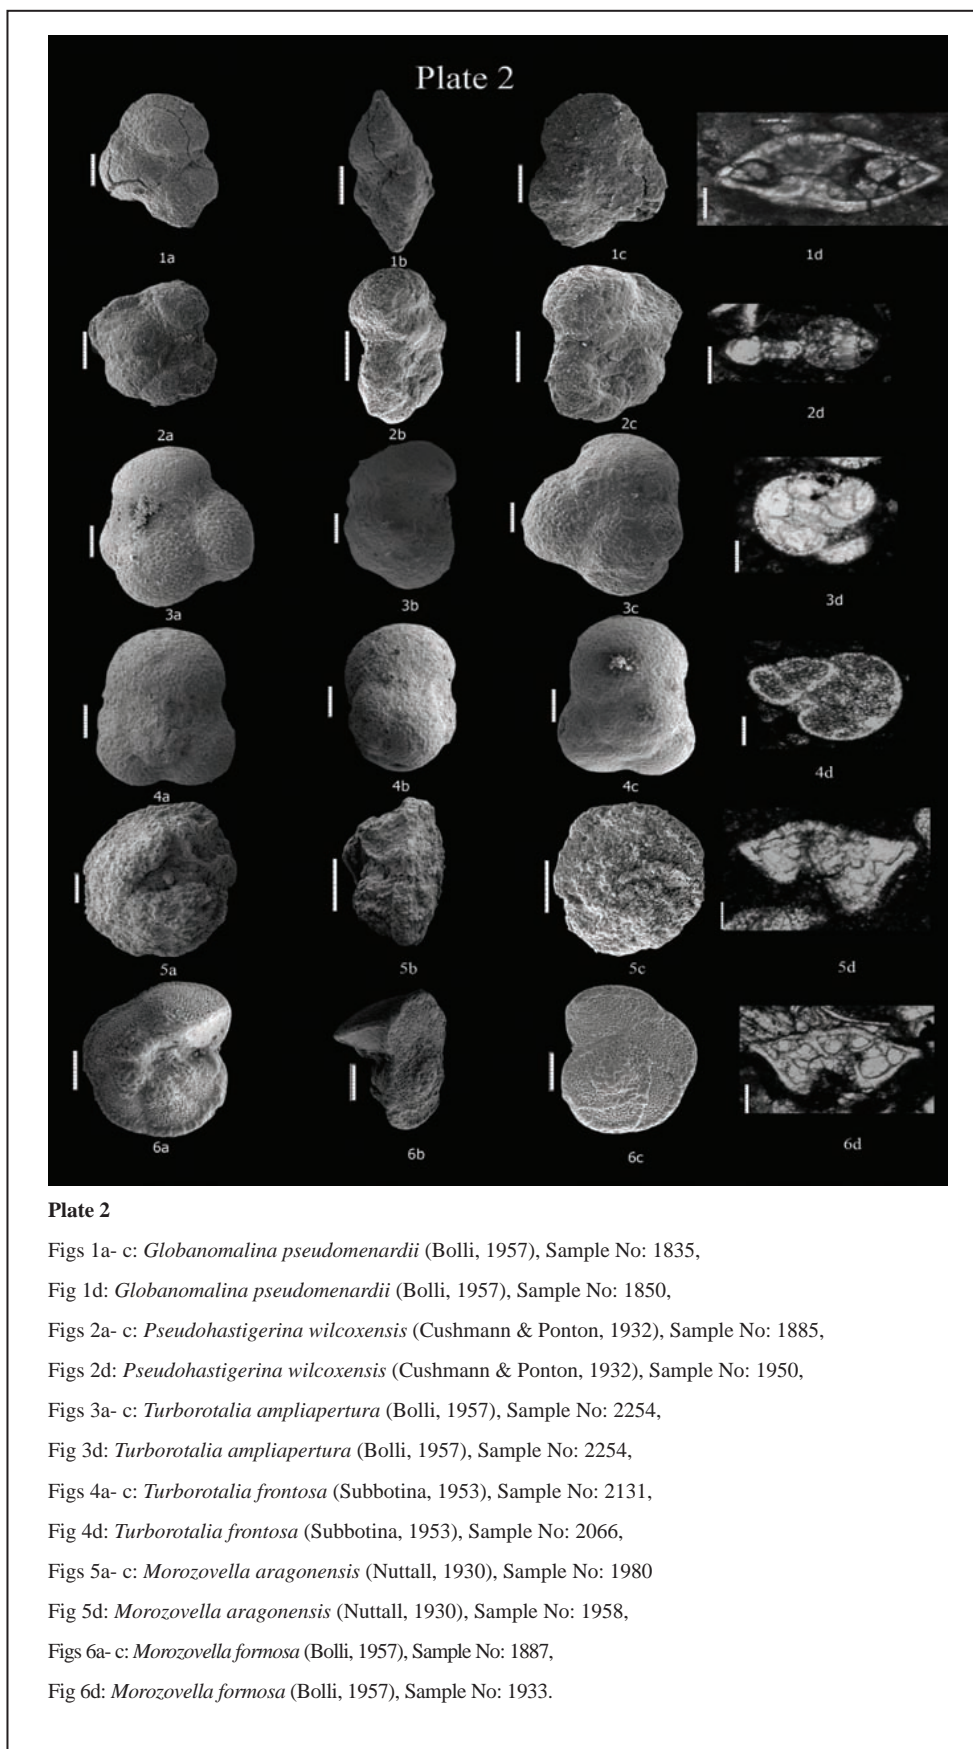 Plate 2
1a
1b
1c
1d
2a
2b
2c
2d
3a
3b
3c
3d
4a
4b
4c
4d
5a
5b
5c
5d
6a
6b
6c
6d
Plate 2
Figs 1a- c: Globanomalina pseudomenardii (Bolli, 1957), Sample No: 1835,
Fig 1d: Globanomalina pseudomenardii (Bolli, 1957), Sample No: 1850,
Figs 2a- c: Pseudohastigerina wilcoxensis (Cushmann & Ponton, 1932), Sample No: 1885,
Figs 2d: Pseudohastigerina wilcoxensis (Cushmann & Ponton, 1932), Sample No: 1950,
Figs 3a- c: Turborotalia ampliapertura (Bolli, 1957), Sample No: 2254,
Fig 3d: Turborotalia ampliapertura (Bolli, 1957), Sample No: 2254,
Figs 4a- c: Turborotalia frontosa (Subbotina, 1953), Sample No: 2131,
Fig 4d: Turborotalia frontosa (Subbotina, 1953), Sample No: 2066,
Figs 5a- c: Morozovella aragonensis (Nuttall, 1930), Sample No: 1980
Fig 5d: Morozovella aragonensis (Nuttall, 1930), Sample No: 1958,
Figs 6a- c: Morozovella formosa (Bolli, 1957), Sample No: 1887,
Fig 6d: Morozovella formosa (Bolli, 1957), Sample No: 1933.